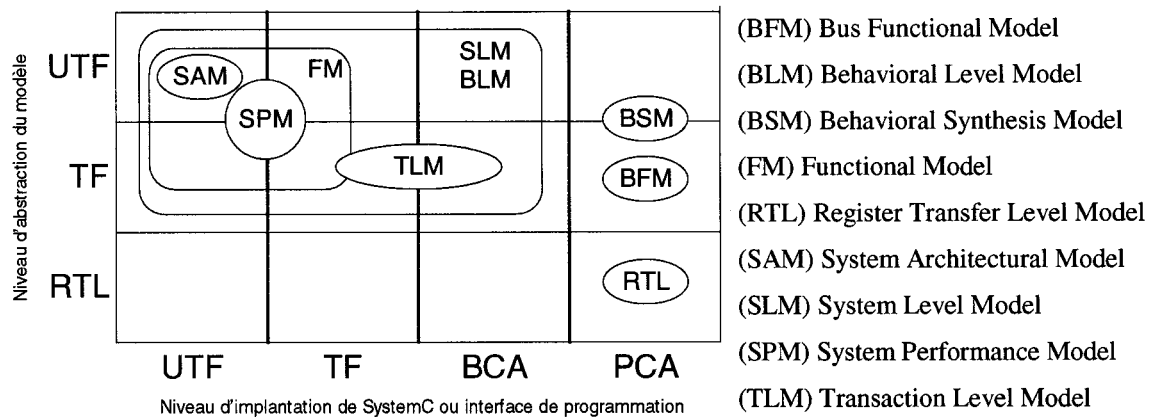 Niveau d'abstraction du modèle
UTF
TF
RTL
SAM
FM
SLM
BLM
SPM
BSM
TLM
BFM
RTL
UTF TF BCA PCA
Niveau d'implantation de SystemC ou interface de programmation
(BFM) Bus Functional Model
(BLM) Behavioral Level Model
(BSM) Behavioral Synthesis Model
(FM) Functional Model
(RTL) Register Transfer Level Model
(SAM) System Architectural Model
(SLM) System Level Model
(SPM) System Performance Model
(TLM) Transaction Level Model